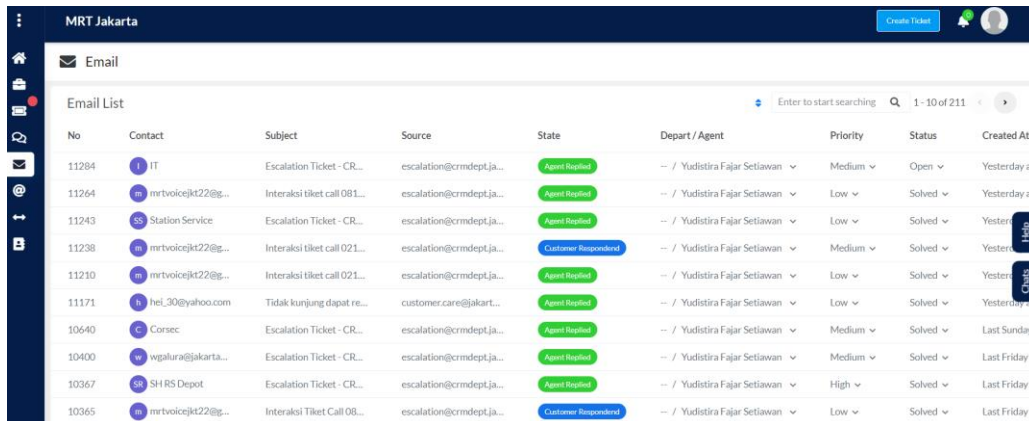 MRT Jakarta Create Ticket 0
Email
Email List Enter to start searching 1 - 10 of 211
No Contact Subject Source State Depart / Agent Priority Status Created At
11284 I IT Escalation Ticket - CR... escalation@crmdept.ja... Agent Replied -- / Yudistira Fajar Setiawan Medium Open Yesterday a
11264 m mrtvoicejkt22@g... Interaksi tiket call 081... escalation@crmdept.ja... Agent Replied -- / Yudistira Fajar Setiawan Low Solved Yesterday a
11243 SS Station Service Escalation Ticket - CR... escalation@crmdept.ja... Agent Replied -- / Yudistira Fajar Setiawan Low Solved Yesterd
Help
11238 m mrtvoicejkt22@g... Interaksi tiket call 021... escalation@crmdept.ja... Customer Respondend -- / Yudistira Fajar Setiawan Medium Solved Yesterd
11210 m mrtvoicejkt22@g... Interaksi tiket call 021... escalation@crmdept.ja... Agent Replied -- / Yudistira Fajar Setiawan Low Solved Yesterd
Chats
11171 h hei_30@yahoo.com Tidak kunjung dapat re... customer.care@jakart... Agent Replied -- / Yudistira Fajar Setiawan Low Solved Yesterday a
10640 C Corsec Escalation Ticket - CR... escalation@crmdept.ja... Agent Replied -- / Yudistira Fajar Setiawan Medium Solved Last Sunday
10400 w wgalura@jakarta... Escalation Ticket - CR... escalation@crmdept.ja... Agent Replied -- / Yudistira Fajar Setiawan Medium Solved Last Friday
10367 SR SH RS Depot Escalation Ticket - CR... escalation@crmdept.ja... Agent Replied -- / Yudistira Fajar Setiawan High Solved Last Friday
10365 m mrtvoicejkt22@g... Interaksi Tiket Call 08... escalation@crmdept.ja... Customer Respondend -- / Yudistira Fajar Setiawan Low Solved Last Friday